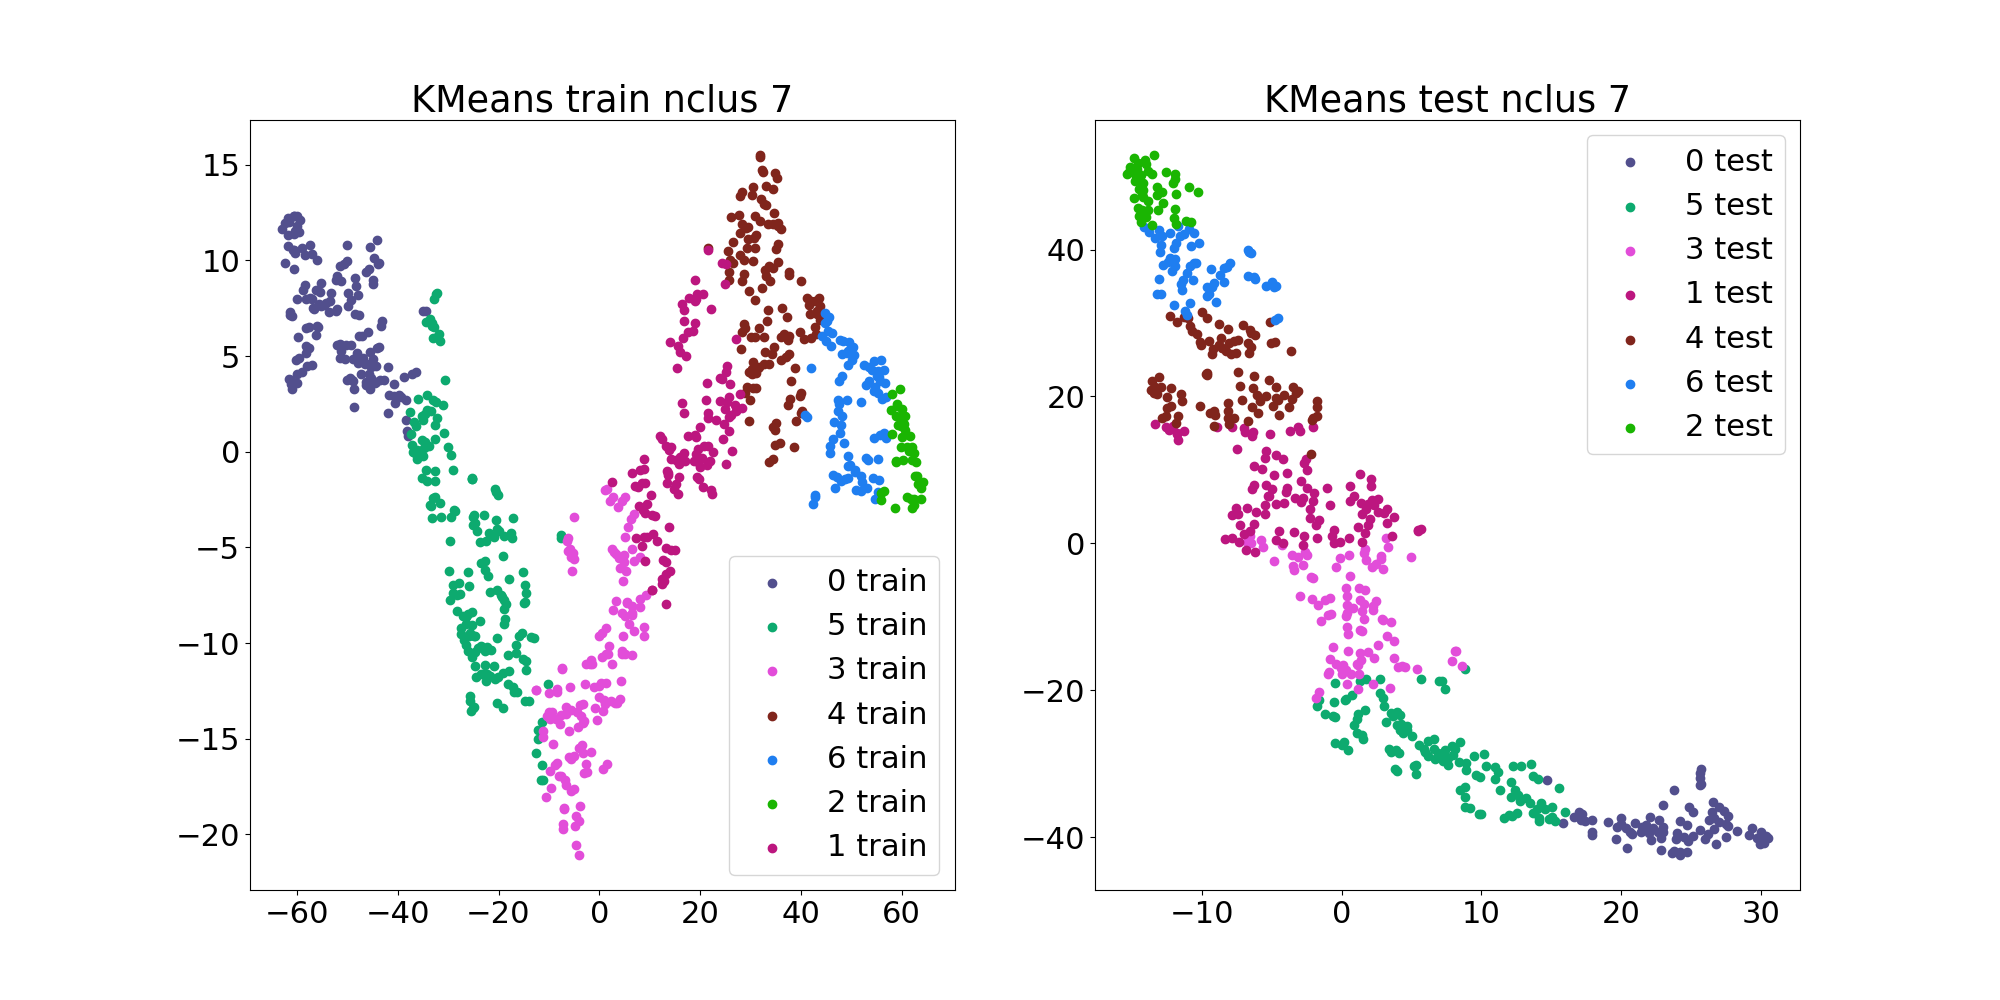 KMeans train nclus 7
15
10
5
0
−5
−10
−15
−20
−60 −40 −20 0 20 40 60
0 train
5 train
3 train
4 train
6 train
2 train
1 train
KMeans test nclus 7
40
20
0
−20
−40
−10 0 10 20 30
0 test
5 test
3 test
1 test
4 test
6 test
2 test